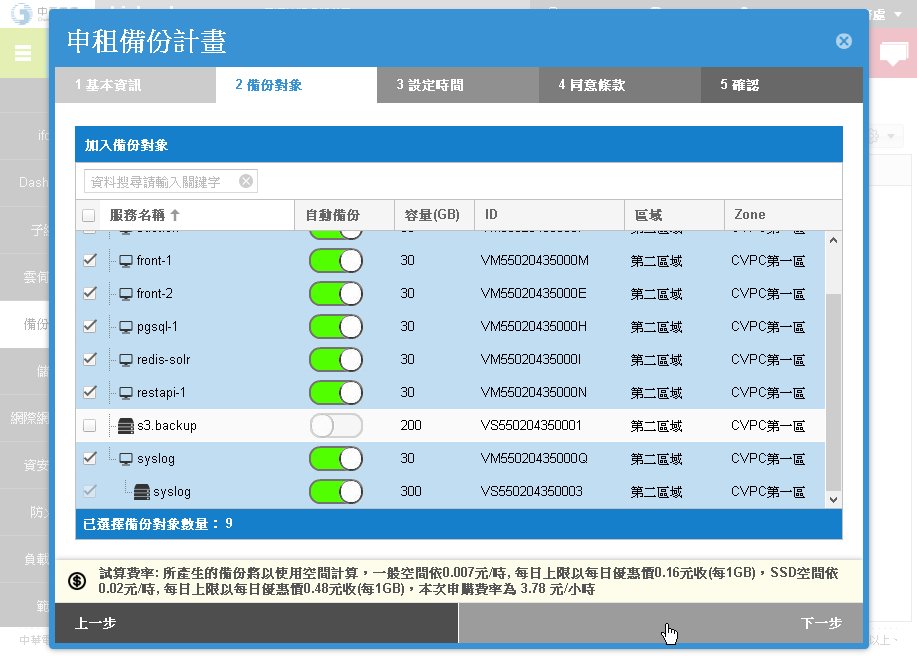 申租備份計畫
1 基本資訊
2 備份對象
3 設定時間
4 同意條款
5 確認
加入備份對象
資料搜尋請輸入關鍵字
服務名稱 自動備份 容量(GB) ID 區域 Zone
front-1 30 VM55020435000M 第二區域 CVPC第一區
front-2 30 VM55020435000E 第二區域 CVPC第一區
pgsql-1 30 VM55020435000H 第二區域 CVPC第一區
redis-solr 30 VM55020435000I 第二區域 CVPC第一區
restapi-1 30 VM55020435000N 第二區域 CVPC第一區
s3.backup 200 VS550204350001 第二區域 CVPC第一區
syslog 30 VM55020435000Q 第二區域 CVPC第一區
syslog 300 VS550204350003 第二區域 CVPC第一區
已選擇備份對象數量： 9
試算費率: 所產生的備份將以使用空間計算，一般空間依0.007元/時, 每日上限以每日優惠價0.16元收(每1GB)，SSD空間依
0.02元/時, 每日上限以每日優惠價0.48元收(每1GB)，本次申購費率為 3.78 元/小時
上一步
下一步
Dash
備份
網際網
資安
負載
以上、